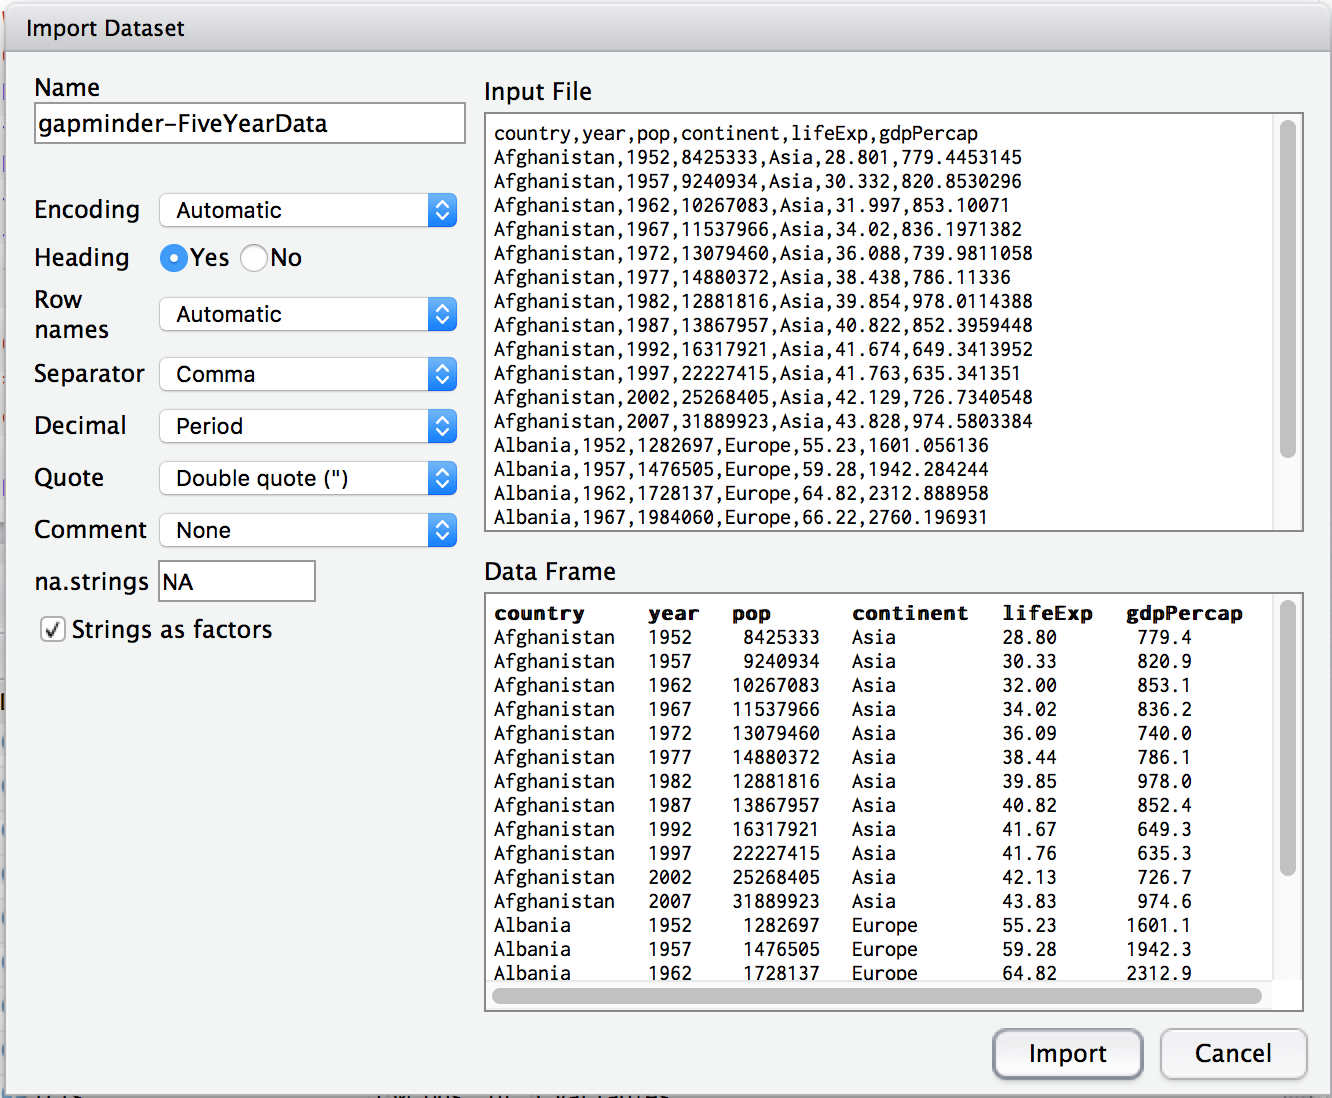 Import Dataset
Name
gapminder-FiveYearData
Encoding Automatic
Heading Yes No
Row names Automatic
Separator Comma
Decimal Period
Quote Double quote (")
Comment None
na.strings NA
Strings as factors
Input File
country,year,pop,continent,lifeExp,gdpPercap
Afghanistan,1952,8425333,Asia,28.801,779.4453145
Afghanistan,1957,9240934,Asia,30.332,820.8530296
Afghanistan,1962,10267083,Asia,31.997,853.10071
Afghanistan,1967,11537966,Asia,34.02,836.1971382
Afghanistan,1972,13079460,Asia,36.088,739.9811058
Afghanistan,1977,14880372,Asia,38.438,786.11336
Afghanistan,1982,12881816,Asia,39.854,978.0114388
Afghanistan,1987,13867957,Asia,40.822,852.3959448
Afghanistan,1992,16317921,Asia,41.674,649.3413952
Afghanistan,1997,22227415,Asia,41.763,635.341351
Afghanistan,2002,25268405,Asia,42.129,726.7340548
Afghanistan,2007,31889923,Asia,43.828,974.5803384
Albania,1952,1282697,Europe,55.23,1601.056136
Albania,1957,1476505,Europe,59.28,1942.284244
Albania,1962,1728137,Europe,64.82,2312.888958
Albania,1967,1984060,Europe,66.22,2760.196931
Data Frame
country year pop continent lifeExp gdpPercap
Afghanistan 1952 8425333 Asia 28.80 779.4
Afghanistan 1957 9240934 Asia 30.33 820.9
Afghanistan 1962 10267083 Asia 32.00 853.1
Afghanistan 1967 11537966 Asia 34.02 836.2
Afghanistan 1972 13079460 Asia 36.09 740.0
Afghanistan 1977 14880372 Asia 38.44 786.1
Afghanistan 1982 12881816 Asia 39.85 978.0
Afghanistan 1987 13867957 Asia 40.82 852.4
Afghanistan 1992 16317921 Asia 41.67 649.3
Afghanistan 1997 22227415 Asia 41.76 635.3
Afghanistan 2002 25268405 Asia 42.13 726.7
Afghanistan 2007 31889923 Asia 43.83 974.6
Albania 1952 1282697 Europe 55.23 1601.1
Albania 1957 1476505 Europe 59.28 1942.3
Albania 1962 1728137 Europe 64.82 2312.9
Import Cancel